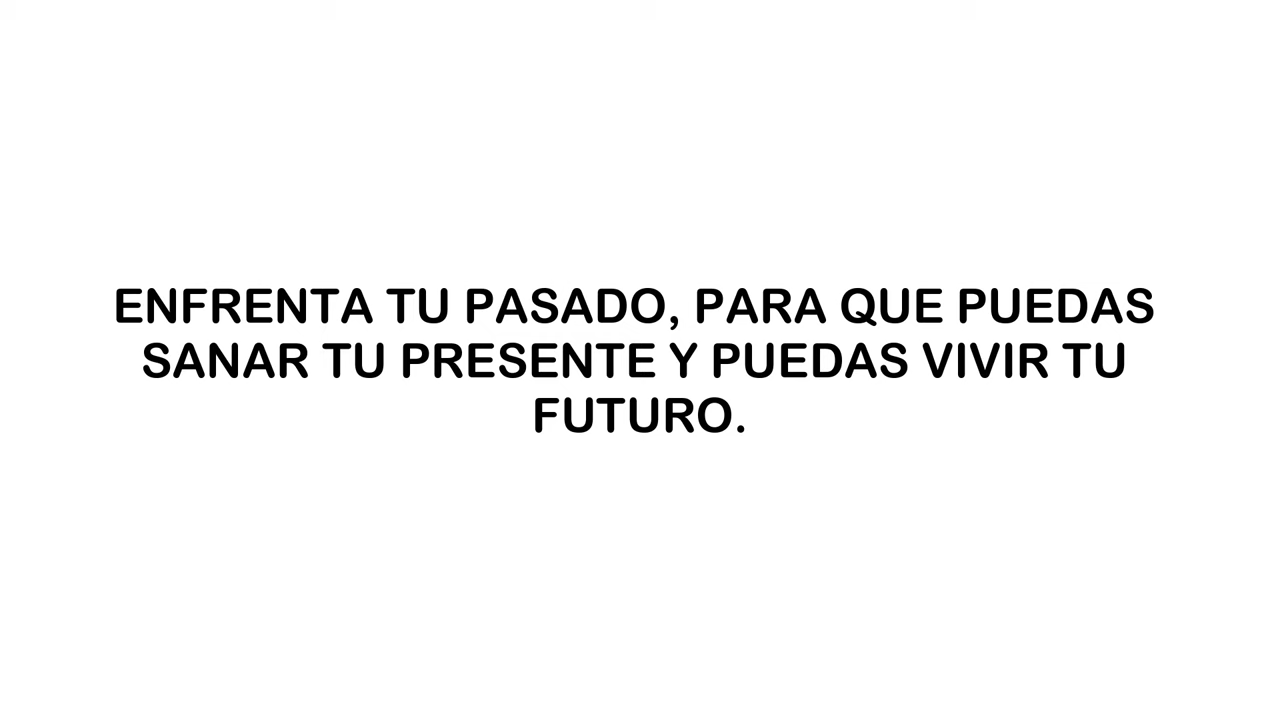 ENFRENTA TU PASADO, PARA QUE PUEDAS
SANAR TU PRESENTE Y PUEDAS VIVIR TU
FUTURO.